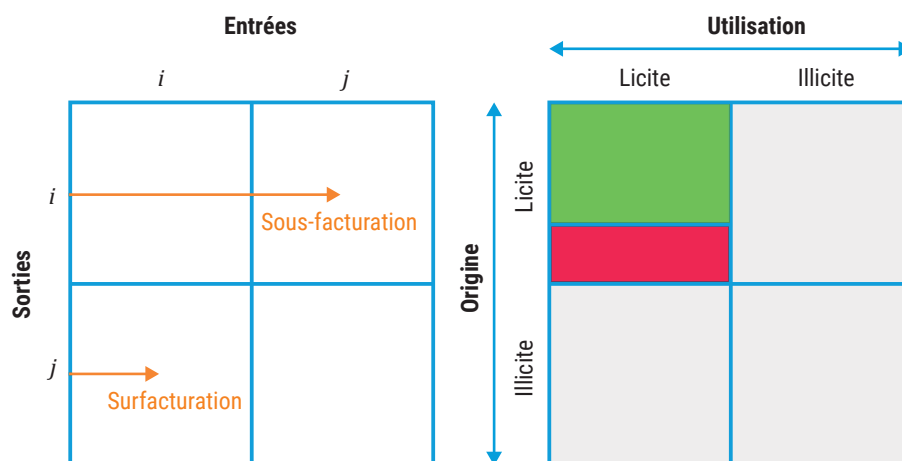 Entrées
i j
Sorties
i
Sous-facturation
j
Surfacturation
Utilisation
Licite Illicite
Origine
Licite
Illicite